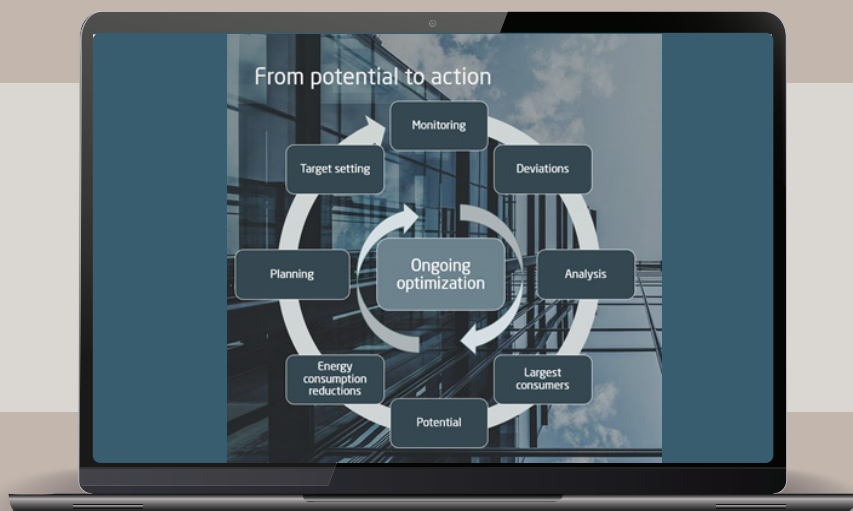 From potential to action
Monitoring
Target setting
Deviations
Ongoing
optimization
Planning
Analysis
Energy
consumption
reductions
Largest
consumers
Potential